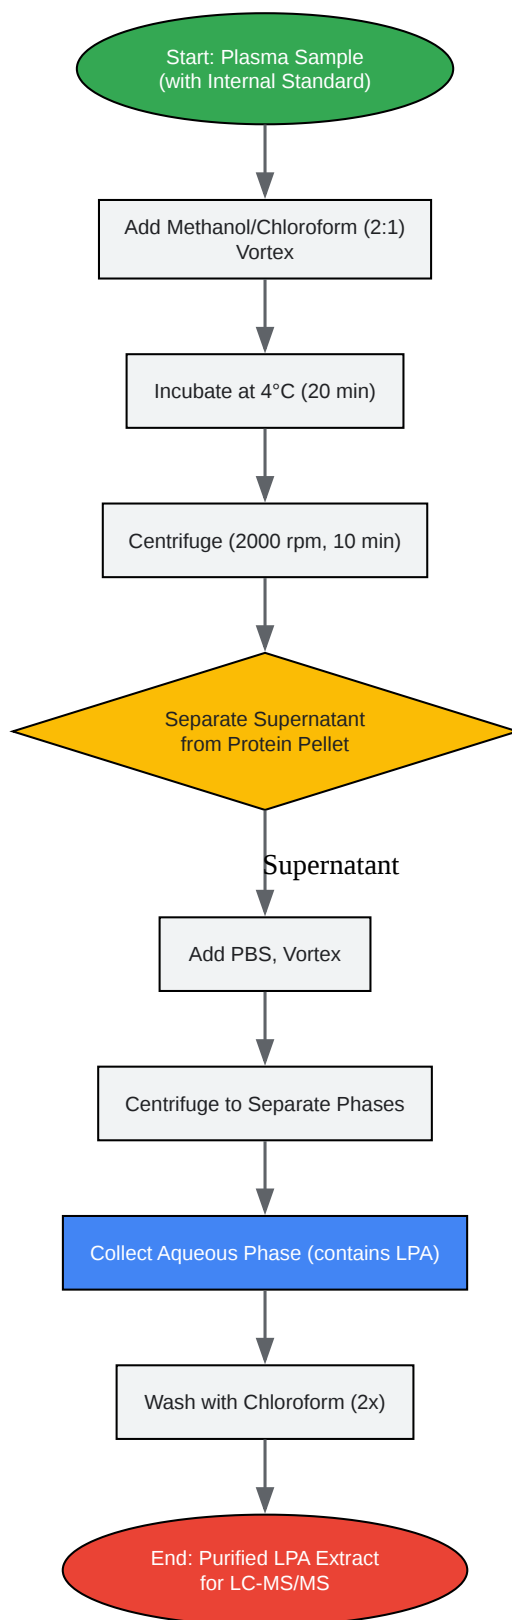 Start: Plasma Sample
(with Internal Standard)
Add Methanol/Chloroform (2:1)
Vortex
Incubate at 4°C (20 min)
Centrifuge (2000 rpm, 10 min)
Separate Supernatant
from Protein Pellet
Supernatant
Add PBS, Vortex
Centrifuge to Separate Phases
Collect Aqueous Phase (contains LPA)
Wash with Chloroform (2x)
End: Purified LPA Extract
for LC-MS/MS